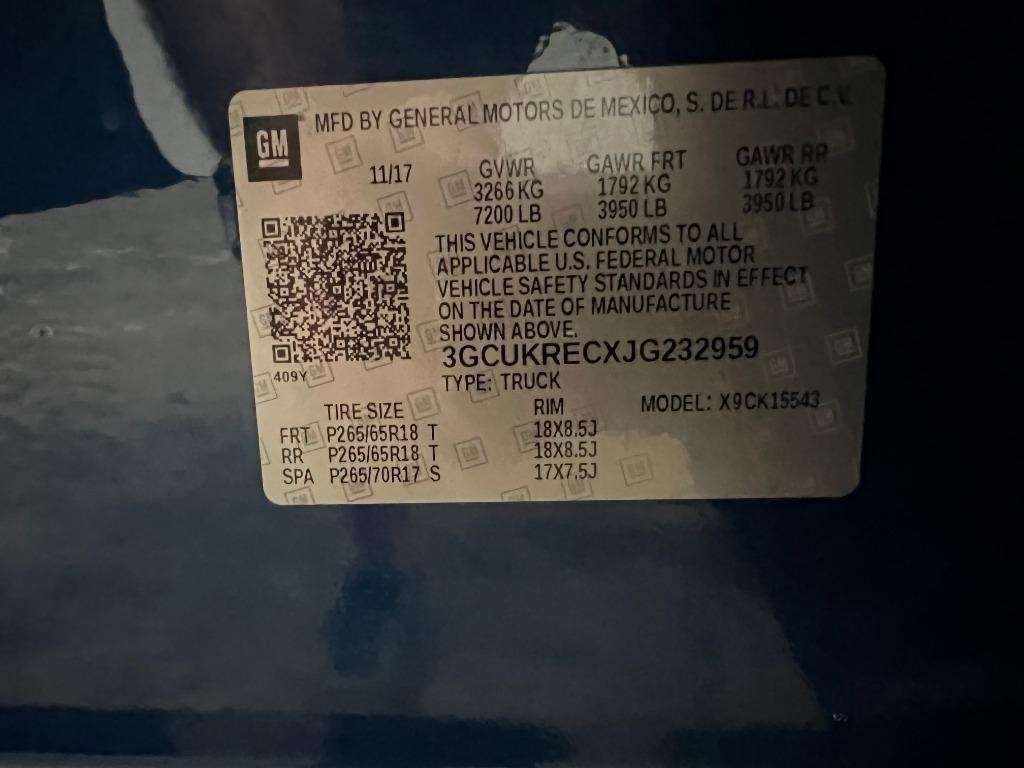 GM
MFD BY GENERAL MOTORS DE MEXICO, S. DE R.L. DE C.V.
11/17
GVWR GAWR FRT GAWR RR
3266 KG 1792 KG 1792 KG
7200 LB 3950 LB 3950 LB
THIS VEHICLE CONFORMS TO ALL
APPLICABLE U.S. FEDERAL MOTOR
VEHICLE SAFETY STANDARDS IN EFFECT
ON THE DATE OF MANUFACTURE
SHOWN ABOVE.
3GCUKRECXJG232959
409Y
TYPE: TRUCK
TIRE SIZE RIM MODEL: X9CK15543
FRT P265/65R18 T 18X8.5J
RR P265/65R18 T 18X8.5J
SPA P265/70R17 S 17X7.5J